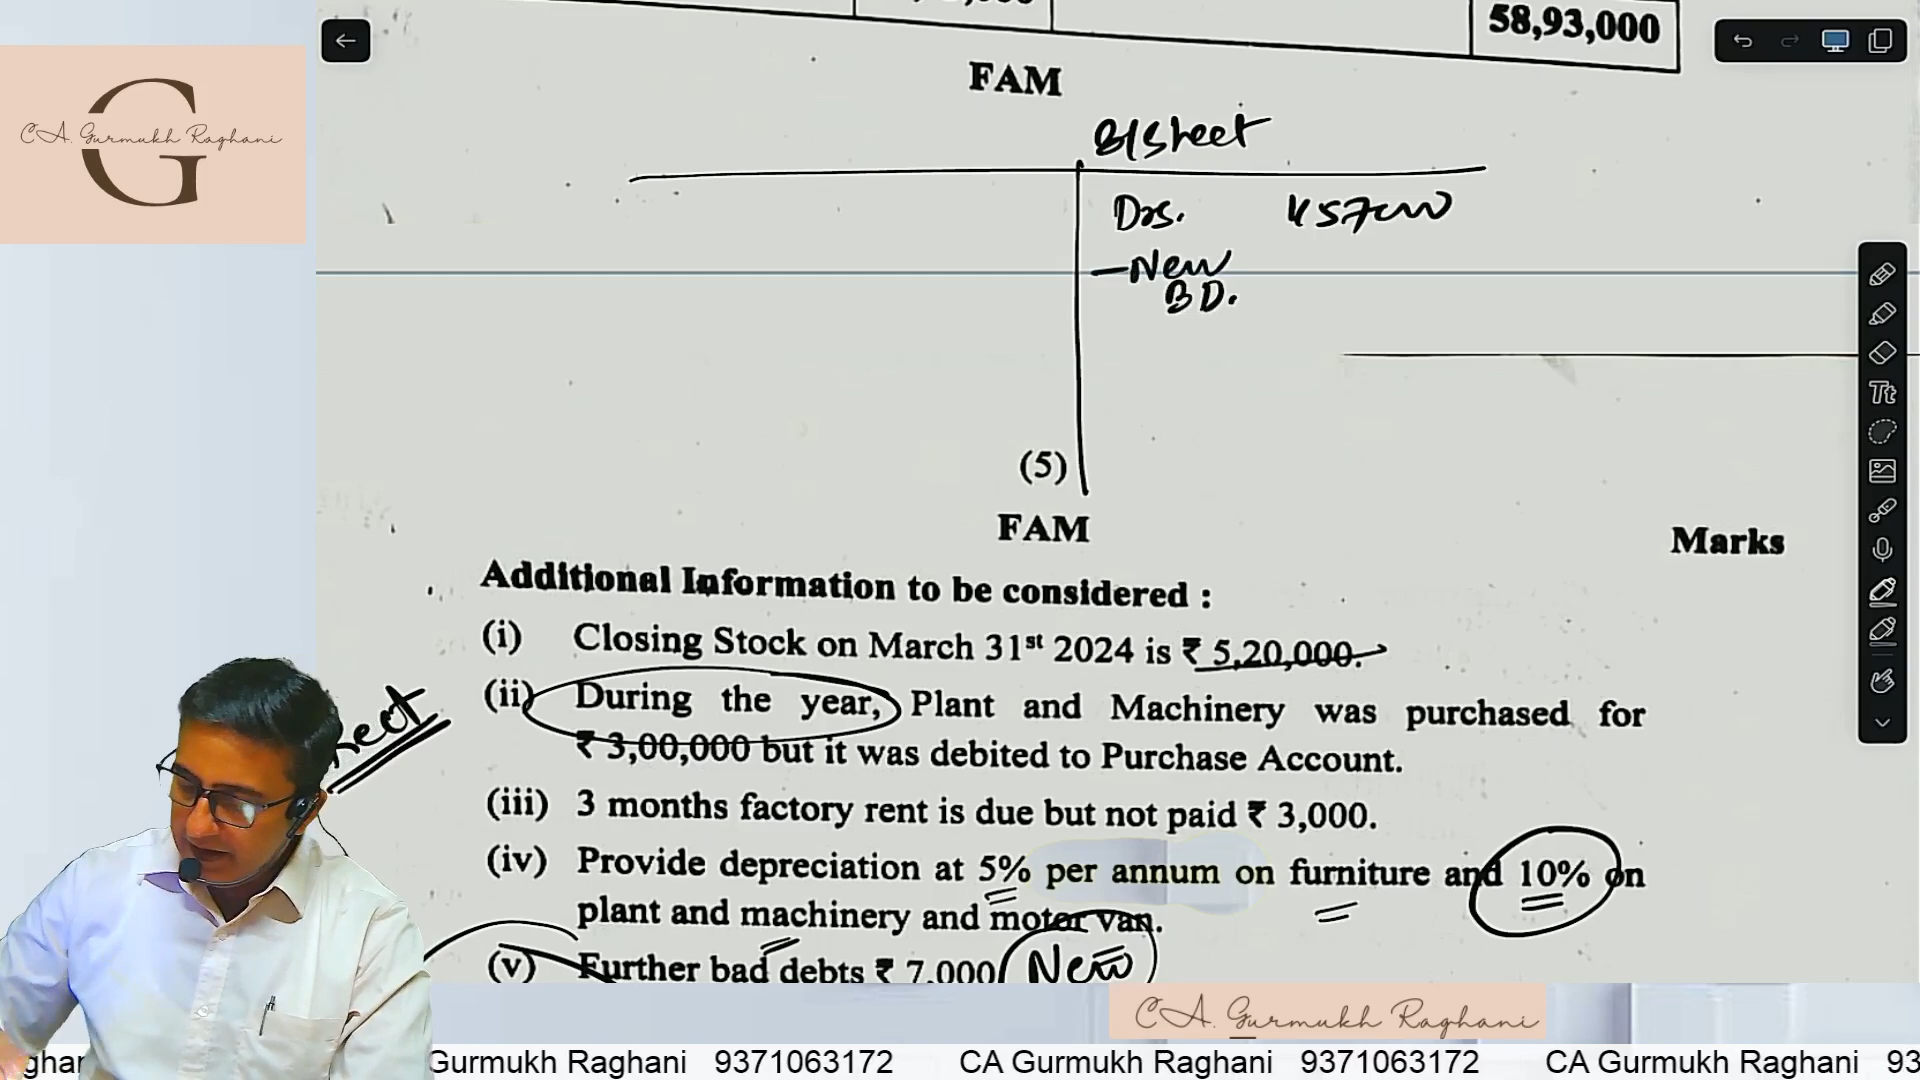 58,93,000
FAM
G
CA. Gurmukh Raghani
B/Sheet
Drs. 457000
- New
BD.
(5)
FAM
Marks
Additional Information to be considered :
(i) Closing Stock on March 31st 2024 is ₹ 5,20,000.
(ii) During the year, Plant and Machinery was purchased for
₹ 3,00,000 but it was debited to Purchase Account.
(iii) 3 months factory rent is due but not paid ₹ 3,000.
(iv) Provide depreciation at 5% per annum on furniture and 10% on
plant and machinery and motor van.
(v) Further bad debts ₹ 7,000 New
Tt
CA. Gurmukh Raghani
Gurmukh Raghani 9371063172 CA Gurmukh Raghani 9371063172 CA Gurmukh Raghani 93